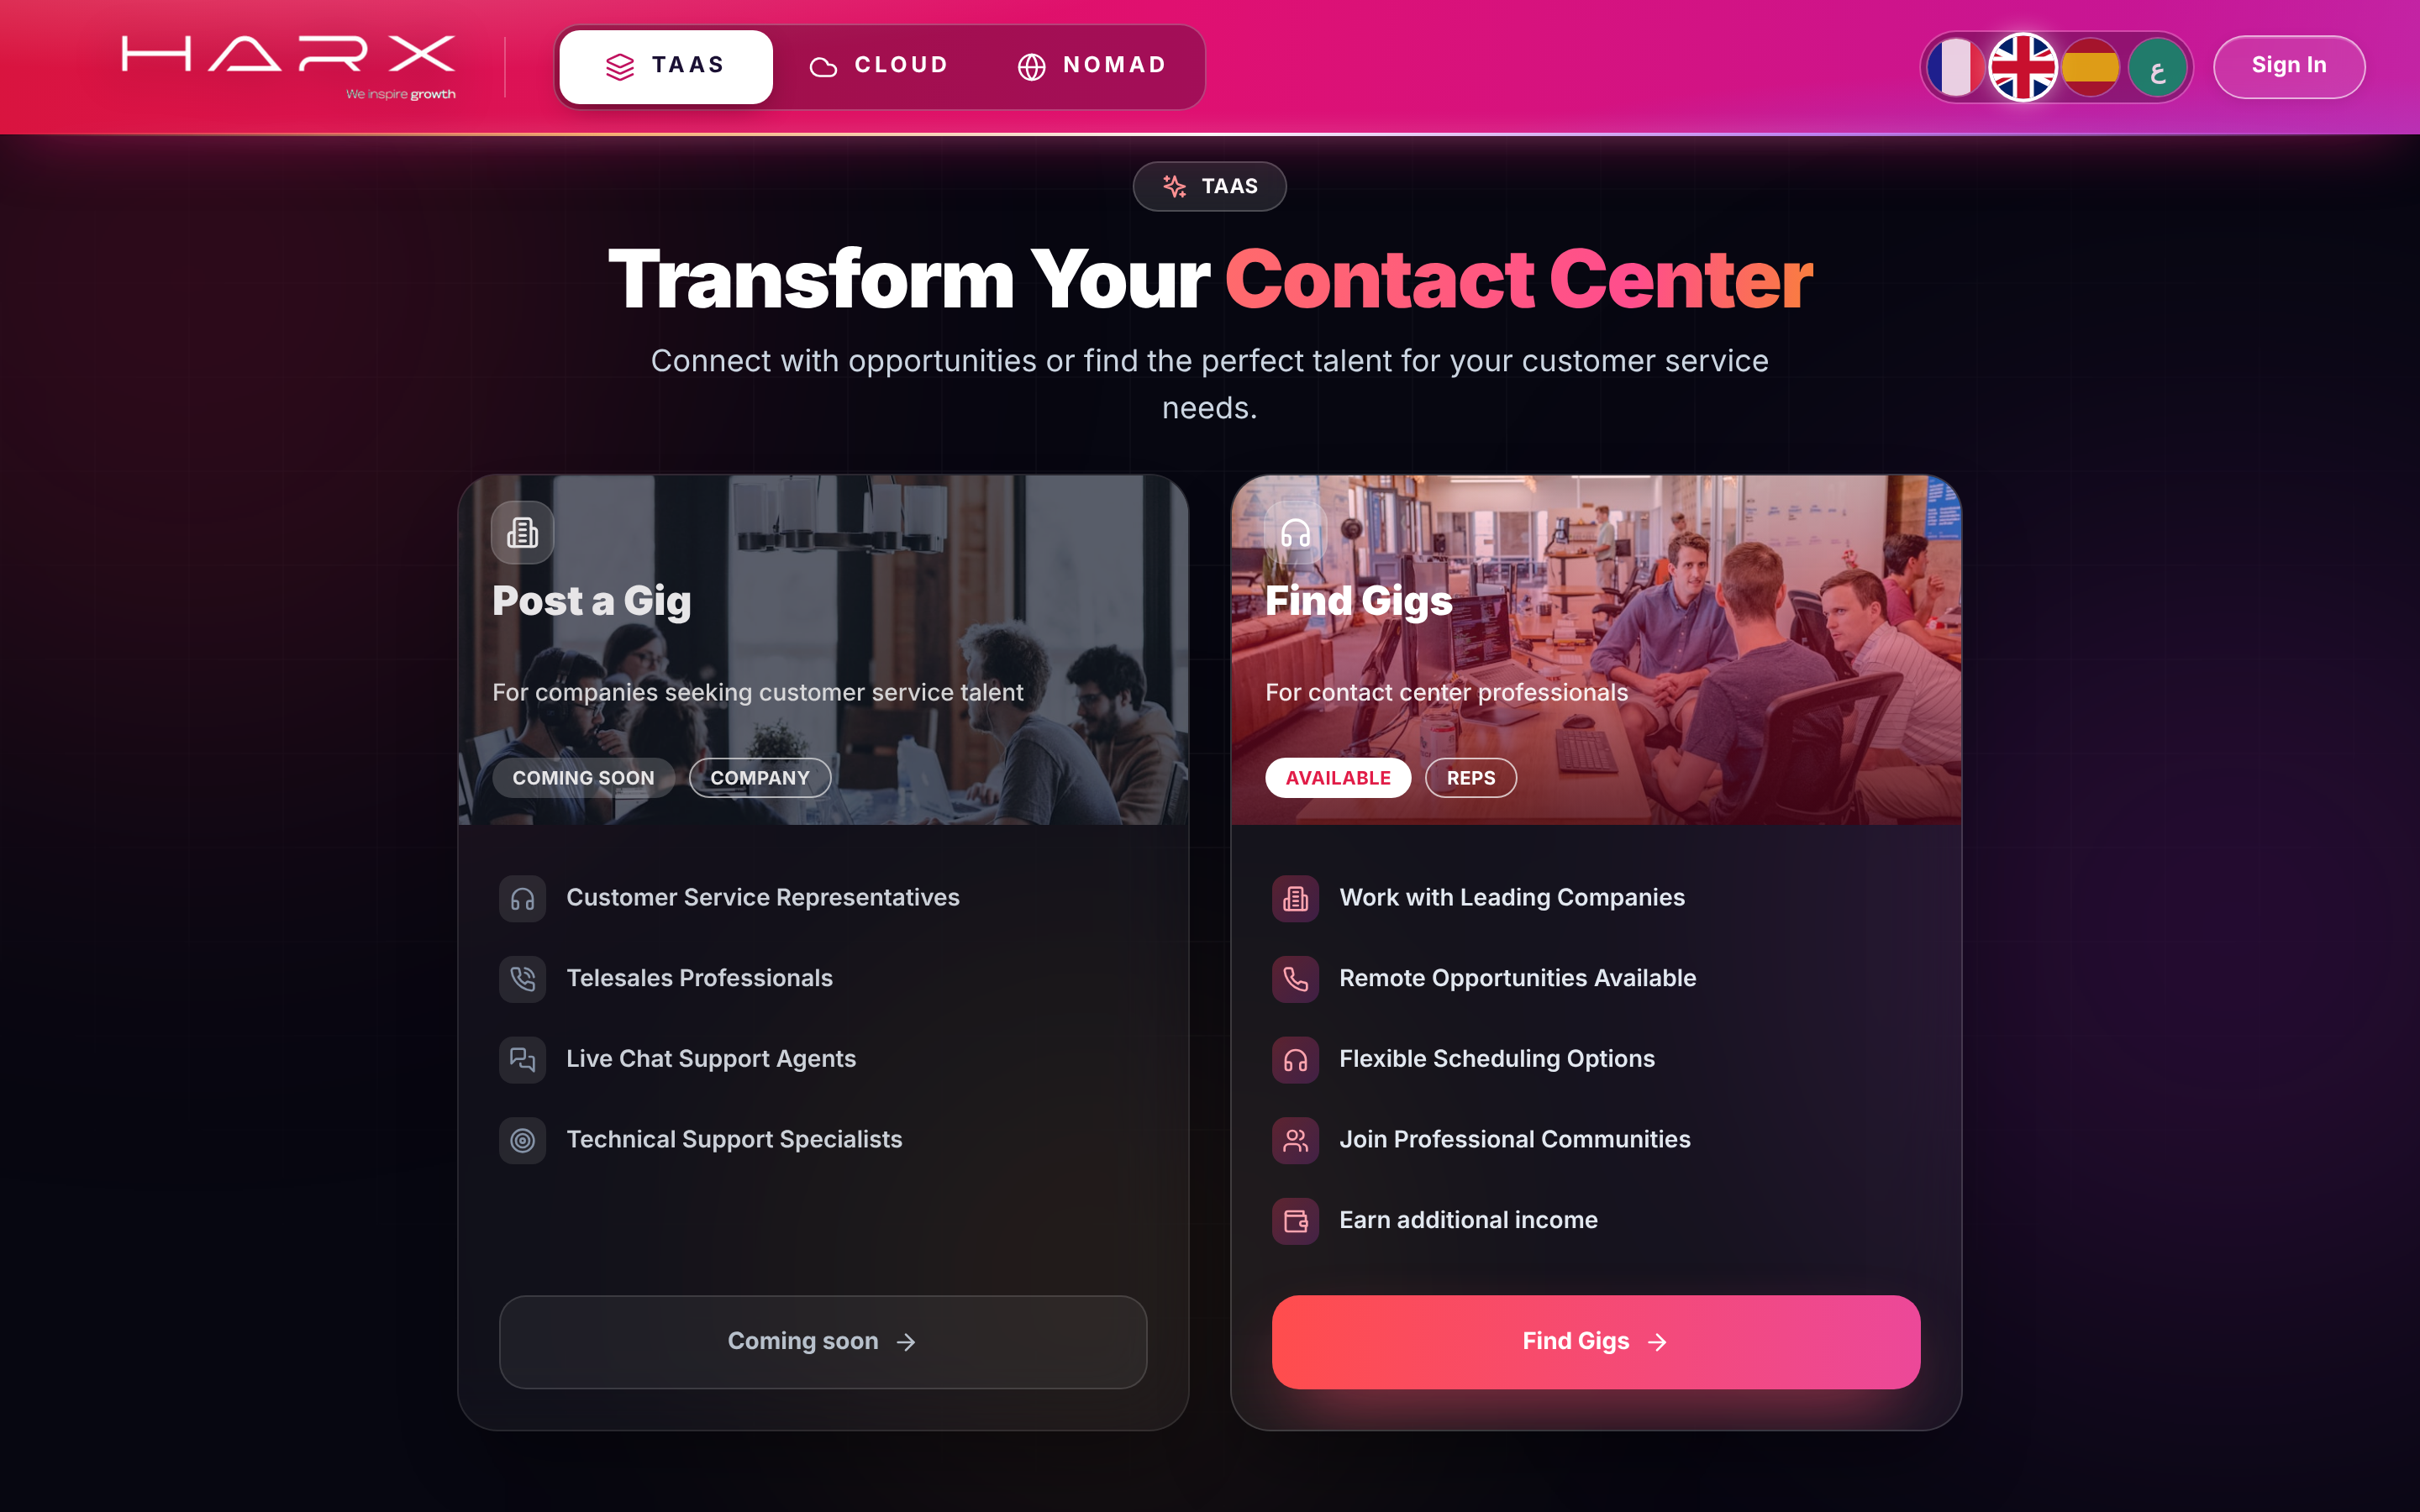 HARX
We inspire growth
TAAS
CLOUD
NOMAD
ع
Sign In
TAAS
Transform Your Contact Center
Connect with opportunities or find the perfect talent for your customer service
needs.
Post a Gig
For companies seeking customer service talent
COMING SOON
COMPANY
Customer Service Representatives
Telesales Professionals
Live Chat Support Agents
Technical Support Specialists
Coming soon
Find Gigs
For contact center professionals
AVAILABLE
REPS
Work with Leading Companies
Remote Opportunities Available
Flexible Scheduling Options
Join Professional Communities
Earn additional income
Find Gigs